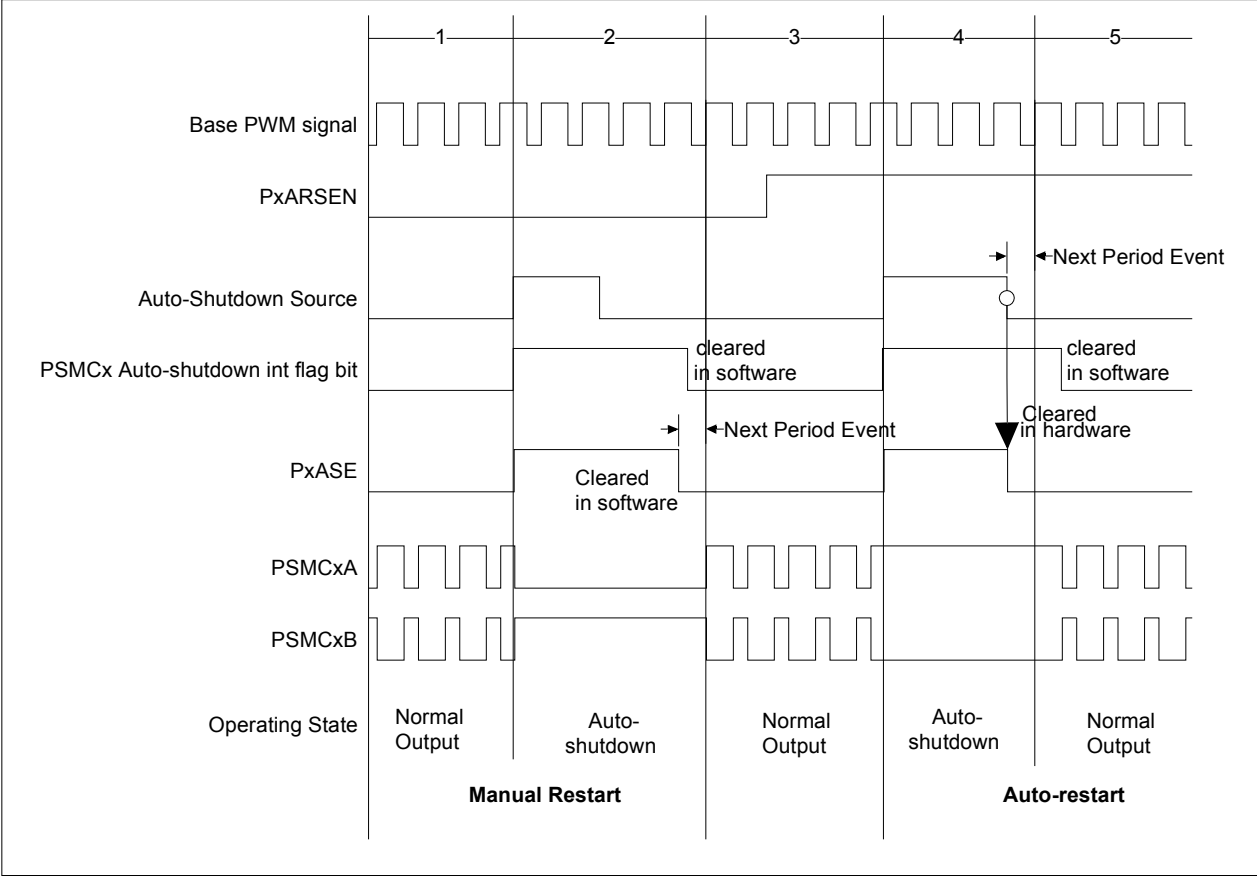 1
2
3
4
5
Base PWM signal
PxARSEN
Next Period Event
Auto-Shutdown Source
cleared
in software
cleared
in software
PSMCx Auto-shutdown int flag bit
Next Period Event
Cleared
in hardware
PxASE
Cleared
in software
PSMCxA
PSMCxB
Operating State
Normal
Output
Auto-
shutdown
Normal
Output
Auto-
shutdown
Normal
Output
Manual Restart
Auto-restart